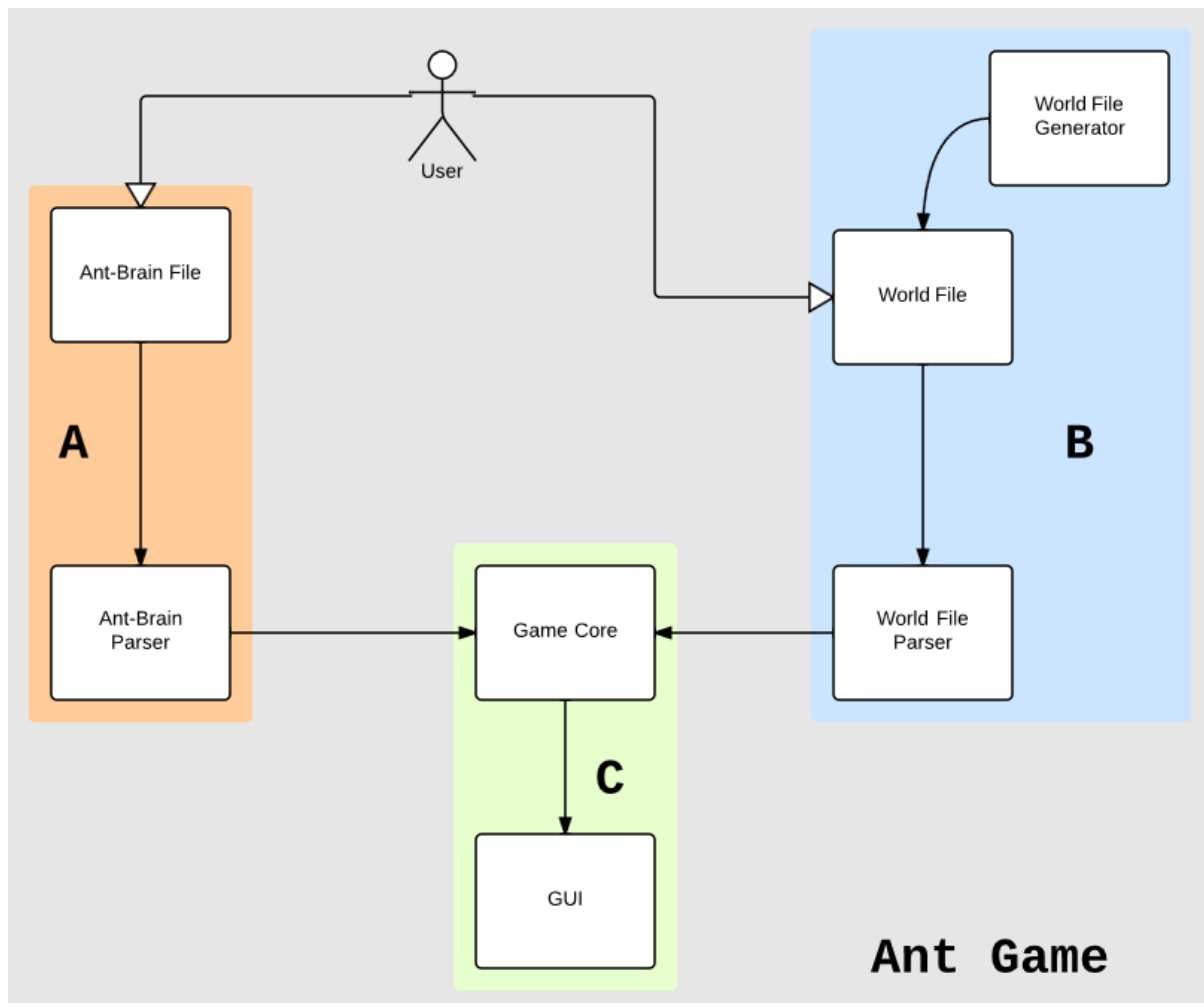 World File
Generator
User
Ant-Brain File
World File
A
B
Ant-Brain
Parser
Game Core
World File
Parser
C
GUI
Ant Game